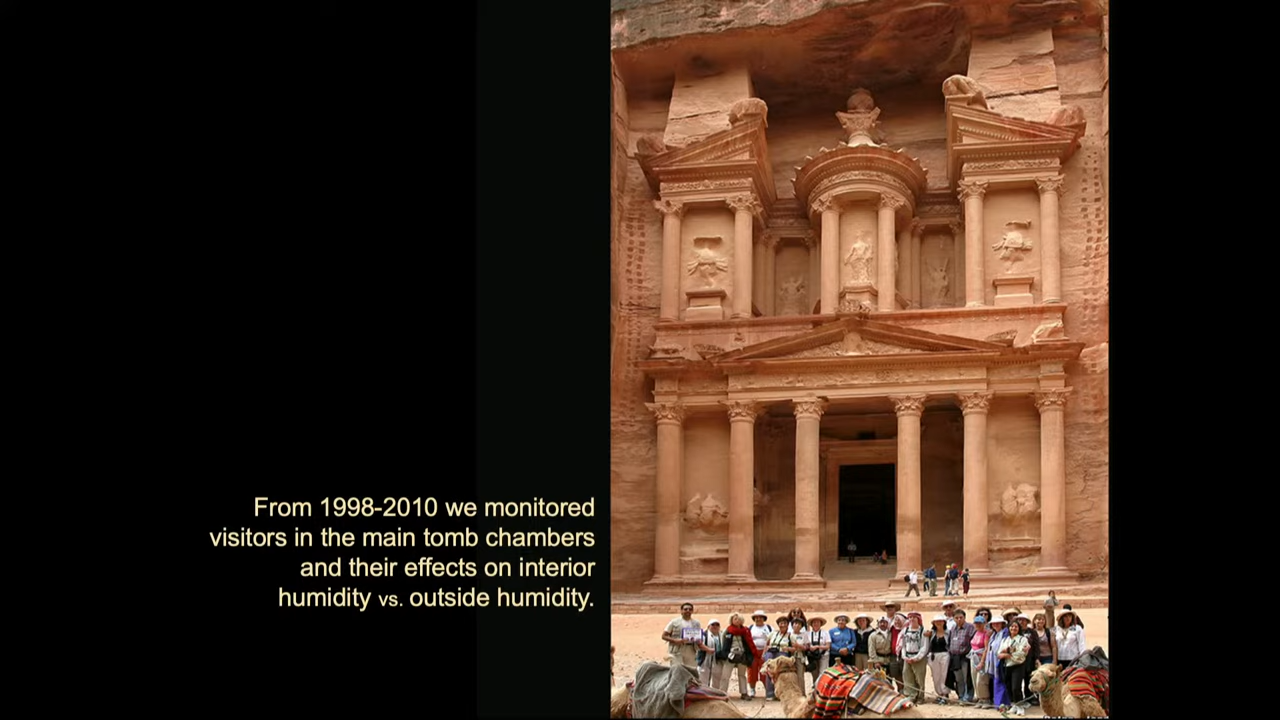 From 1998-2010 we monitored
visitors in the main tomb chambers
and their effects on interior
humidity vs. outside humidity.